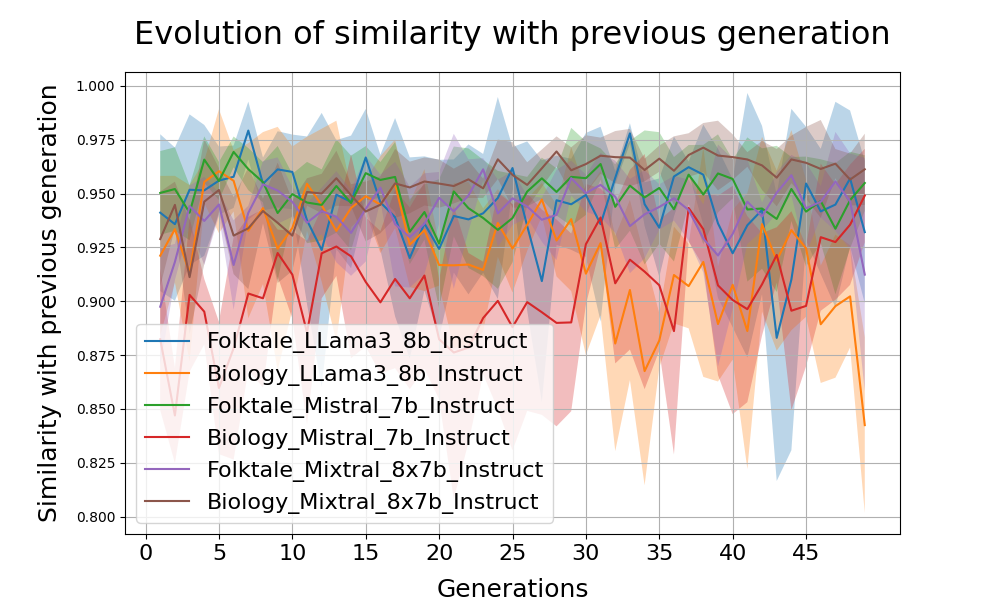 Evolution of similarity with previous generation
Similarity with previous generation
1.000
0.975
0.950
0.925
0.900
0.875
0.850
0.825
0.800
Folktale_LLama3_8b_Instruct
Biology_LLama3_8b_Instruct
Folktale_Mistral_7b_Instruct
Biology_Mistral_7b_Instruct
Folktale_Mixtral_8x7b_Instruct
Biology_Mixtral_8x7b_Instruct
0 5 10 15 20 25 30 35 40 45
Generations